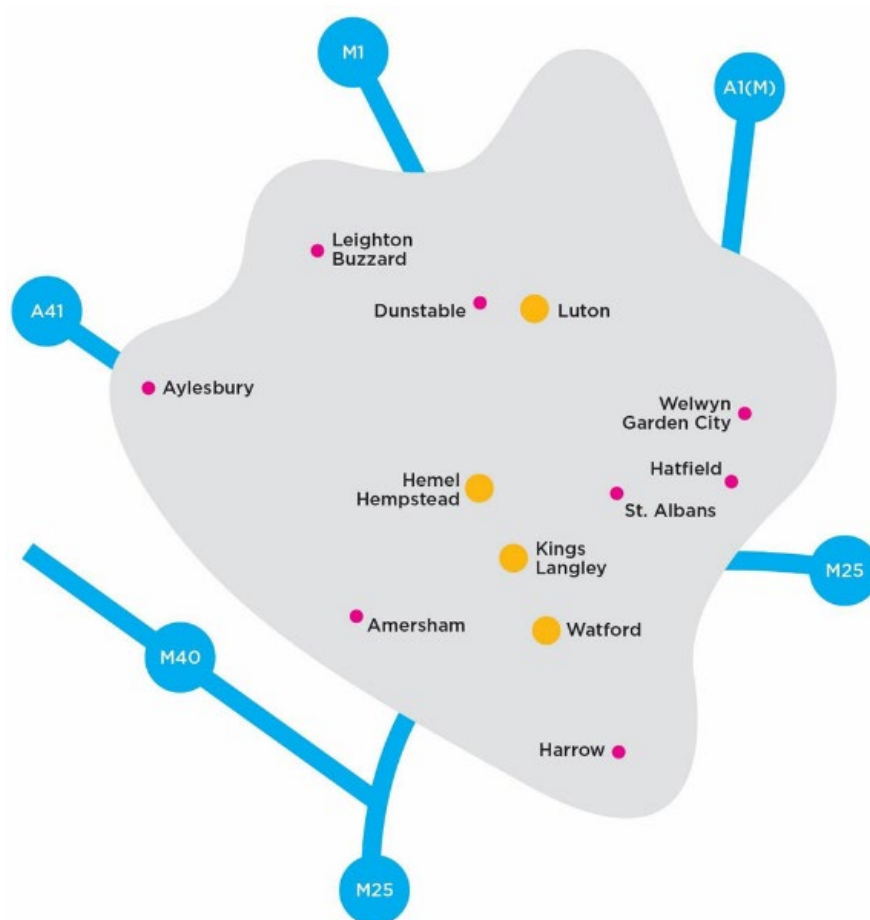 M1
A1(M)
Leighton
Buzzard
A41
Dunstable
Luton
Aylesbury
Welwyn
Garden City
Hatfield
Hemel
Hempstead
St. Albans
Kings
Langley
M25
Amersham
Watford
M40
Harrow
M25